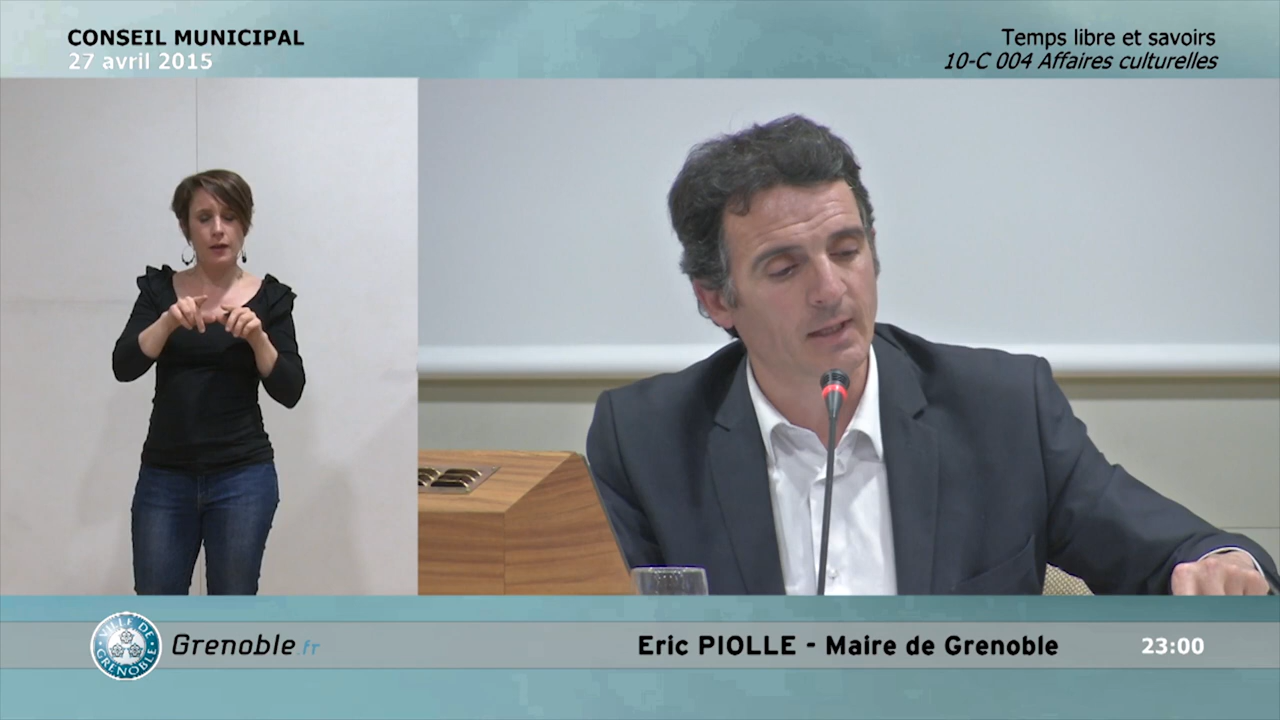 CONSEIL MUNICIPAL
27 avril 2015
Temps libre et savoirs
10-C 004 Affaires culturelles
VILLE DE GRENOBLE
Grenoble.fr
Eric PIOLLE - Maire de Grenoble
23:00